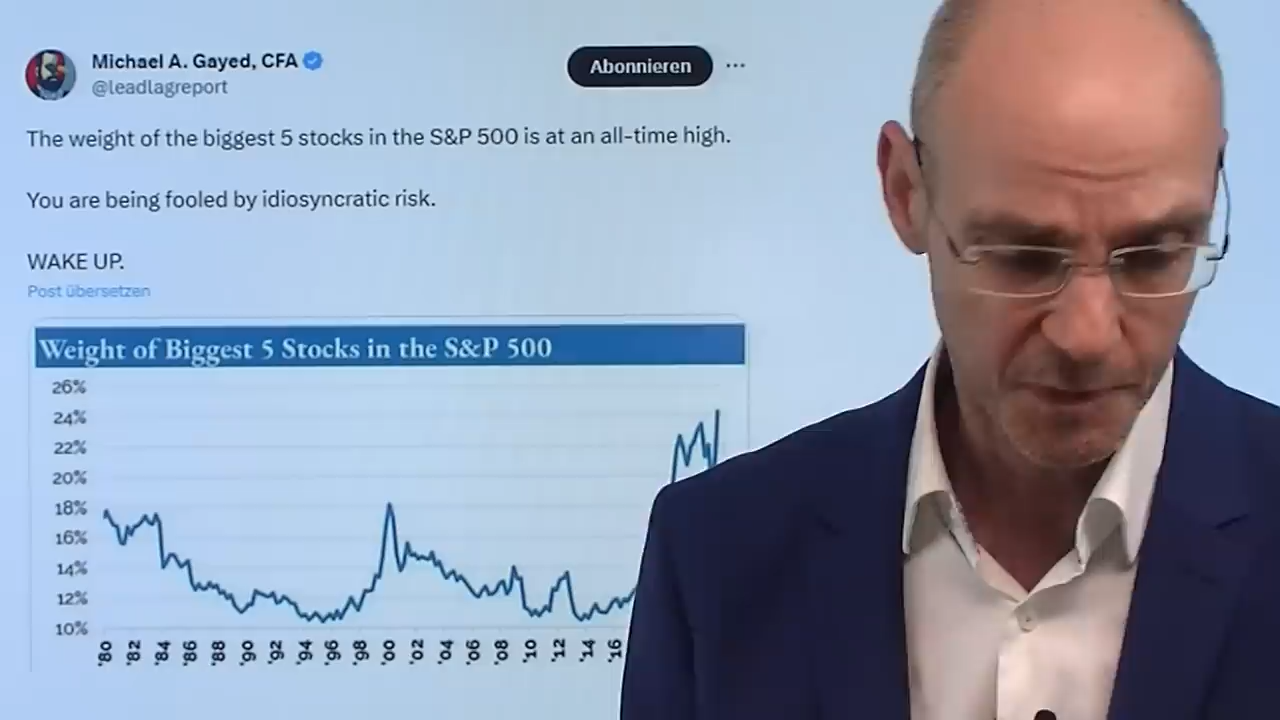 Michael A. Gayed, CFA
Abonnieren
@leadlagreport
The weight of the biggest 5 stocks in the S&P 500 is at an all-time high.
You are being fooled by idiosyncratic risk.
WAKE UP.
Post übersetzen
Weight of Biggest 5 Stocks in the S&P 500
26%
24%
22%
20%
18%
16%
14%
12%
10%
'80 '82 '84 '86 '88 '90 '92 '94 '96 '98 '00 '02 '04 '06 '08 '10 '12 '14 '16